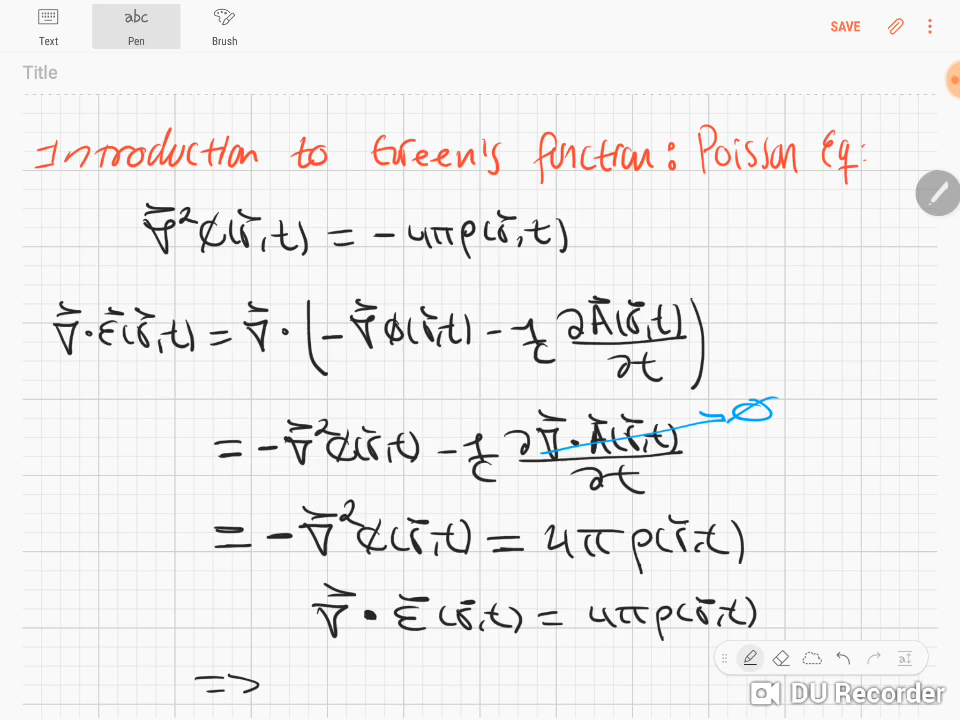 Text
abc
Pen
Brush
SAVE
Title
Introduction to Green's function: Poisson Eq:
∇⃗²φ(r⃗,t) = -4πρ(r⃗,t)
∇⃗·E⃗(r⃗,t) = ∇⃗·(-∇⃗φ(r⃗,t) - 1/c ∂A⃗(r⃗,t)/∂t)
= -∇⃗²φ(r⃗,t) - 1/c ∂∇⃗·A⃗(r⃗,t)/∂t → 0
= -∇⃗²φ(r⃗,t) = 4πρ(r⃗,t)
∇⃗·E⃗(r⃗,t) = 4πρ(r⃗,t)
=>
DU Recorder